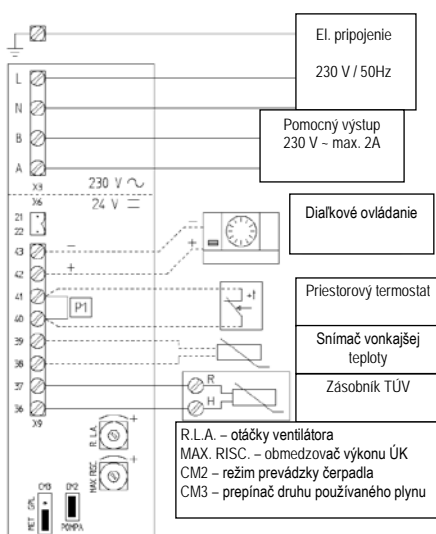 El. pripojenie
230 V / 50Hz
L
N
B
A
Pomocný výstup
230 V ~ max. 2A
X3
230 V ~
X6
24 V
21
22
43
−
42
+
−
+
Diaľkové ovládanie
41
40
P1
+t
Priestorový termostat
39
38
Snímač vonkajšej
teploty
37
36
R
H
Zásobník TÚV
X9
R.L.A.
+
MAX RISC.
+
R.L.A. – otáčky ventilátora
MAX. RISC. – obmedzovač výkonu ÚK
CM2 – režim prevádzky čerpadla
CM3 – prepínač druhu používaného plynu
CM3
CM2
MET GPL
POMPA